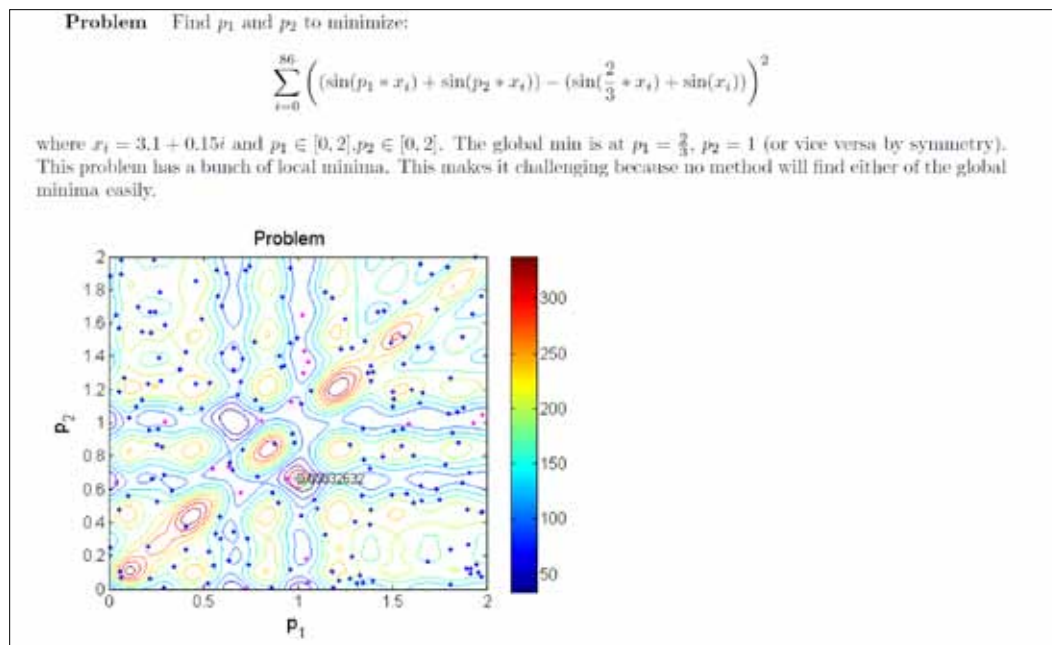 Problem Find p₁ and p₂ to minimize:
86
∑ ((sin(p₁ * xᵢ) + sin(p₂ * xᵢ)) − (sin(2/3 * xᵢ) + sin(xᵢ)))²
i=0
where xᵢ = 3.1 + 0.15i and p₁ ∈ [0, 2],p₂ ∈ [0, 2]. The global min is at p₁ = 2/3, p₂ = 1 (or vice versa by symmetry).
This problem has a bunch of local minima. This makes it challenging because no method will find either of the global
minima easily.
Problem
2
1.8
1.6
1.4
1.2
1
0.8
0.6
0.4
0.2
0
p₂
0 0.5 1 1.5 2
p₁
300
250
200
150
100
50